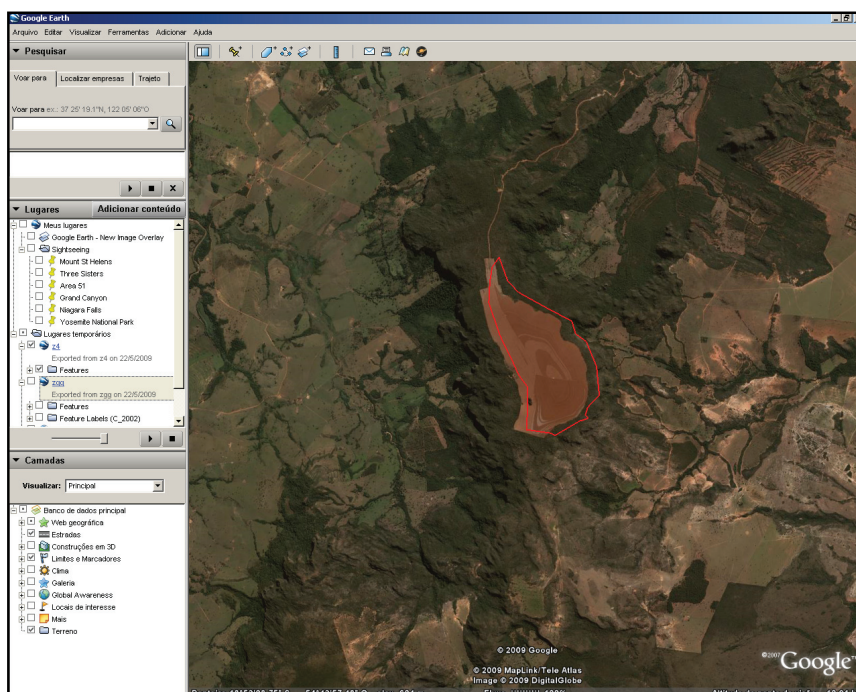 Google Earth
Arquivo Editar Visualizar Ferramentas Adicionar Ajuda
Pesquisar
Voar para Localizar empresas Trajeto
Voar para ex.: 37 25' 19.1"N, 122 05' 06"O
Lugares Adicionar conteúdo
Meus lugares
Google Earth - New Image Overlay
Sightseeing
Mount St Helens
Three Sisters
Area 51
Grand Canyon
Niagara Falls
Yosemite National Park
Lugares temporários
z4
Exported from z4 on 22/5/2009
Features
zgg
Exported from zgg on 22/5/2009
Features
Feature Labels (C_2002)
Camadas
Visualizar: Principal
Banco de dados principal
Web geográfica
Estradas
Construções em 3D
Limites e Marcadores
Clima
Galeria
Global Awareness
Locais de interesse
Mais
Terreno
© 2009 Google
© 2009 MapLink/Tele Atlas
Image © 2009 DigitalGlobe
©2007 Google™